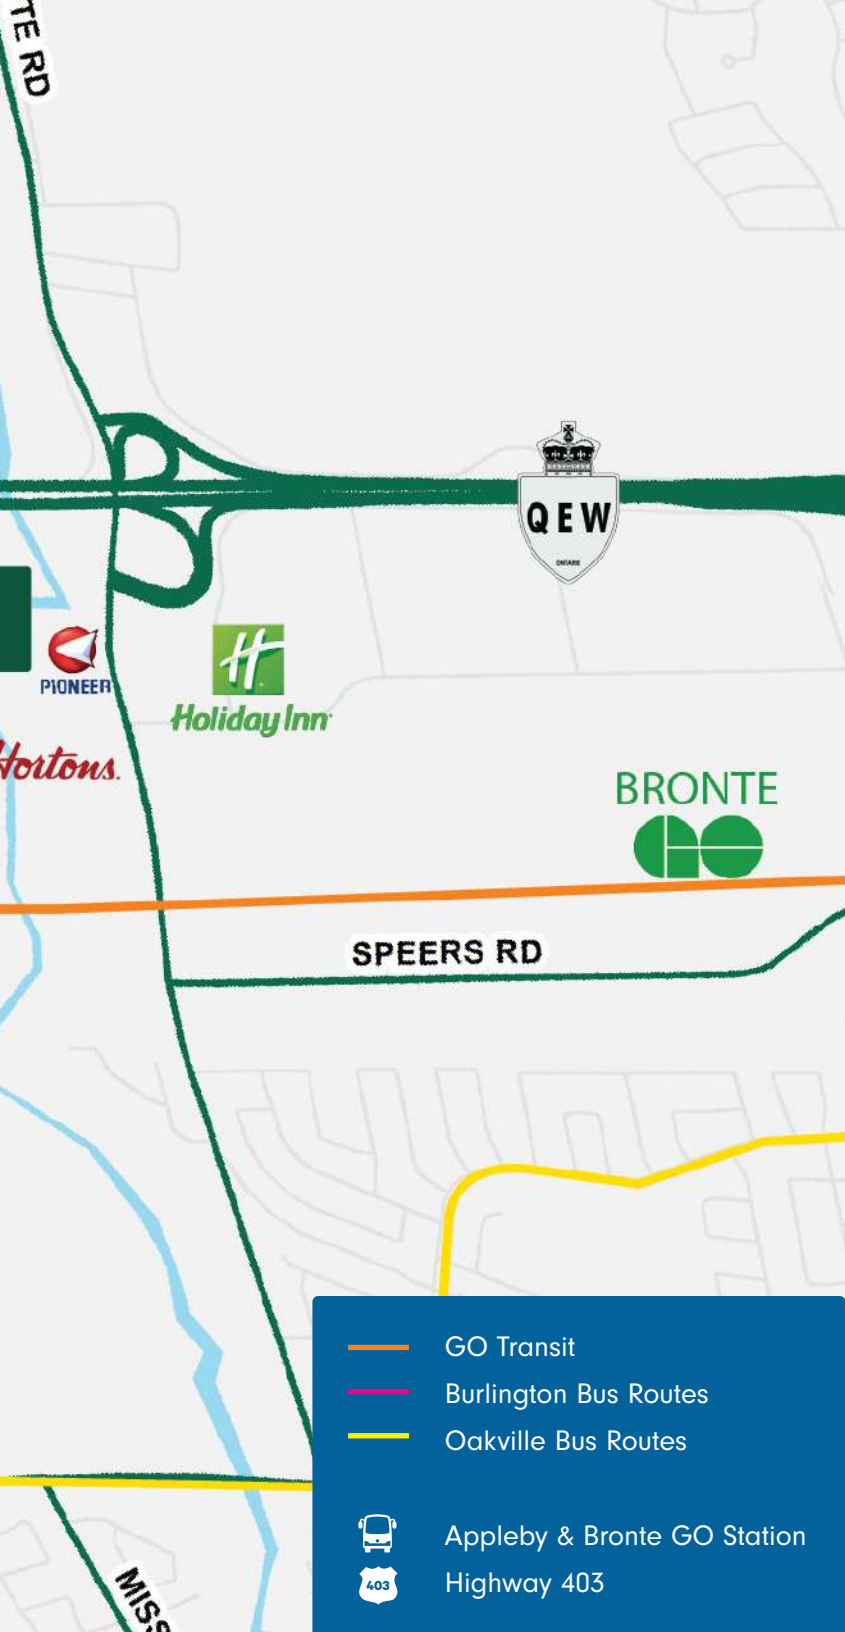 TE RD
QEW
ONTARIO
PIONEER
Holiday Inn
Hortons.
BRONTE
GO
SPEERS RD
GO Transit
Burlington Bus Routes
Oakville Bus Routes
Appleby & Bronte GO Station
403
Highway 403
MISS